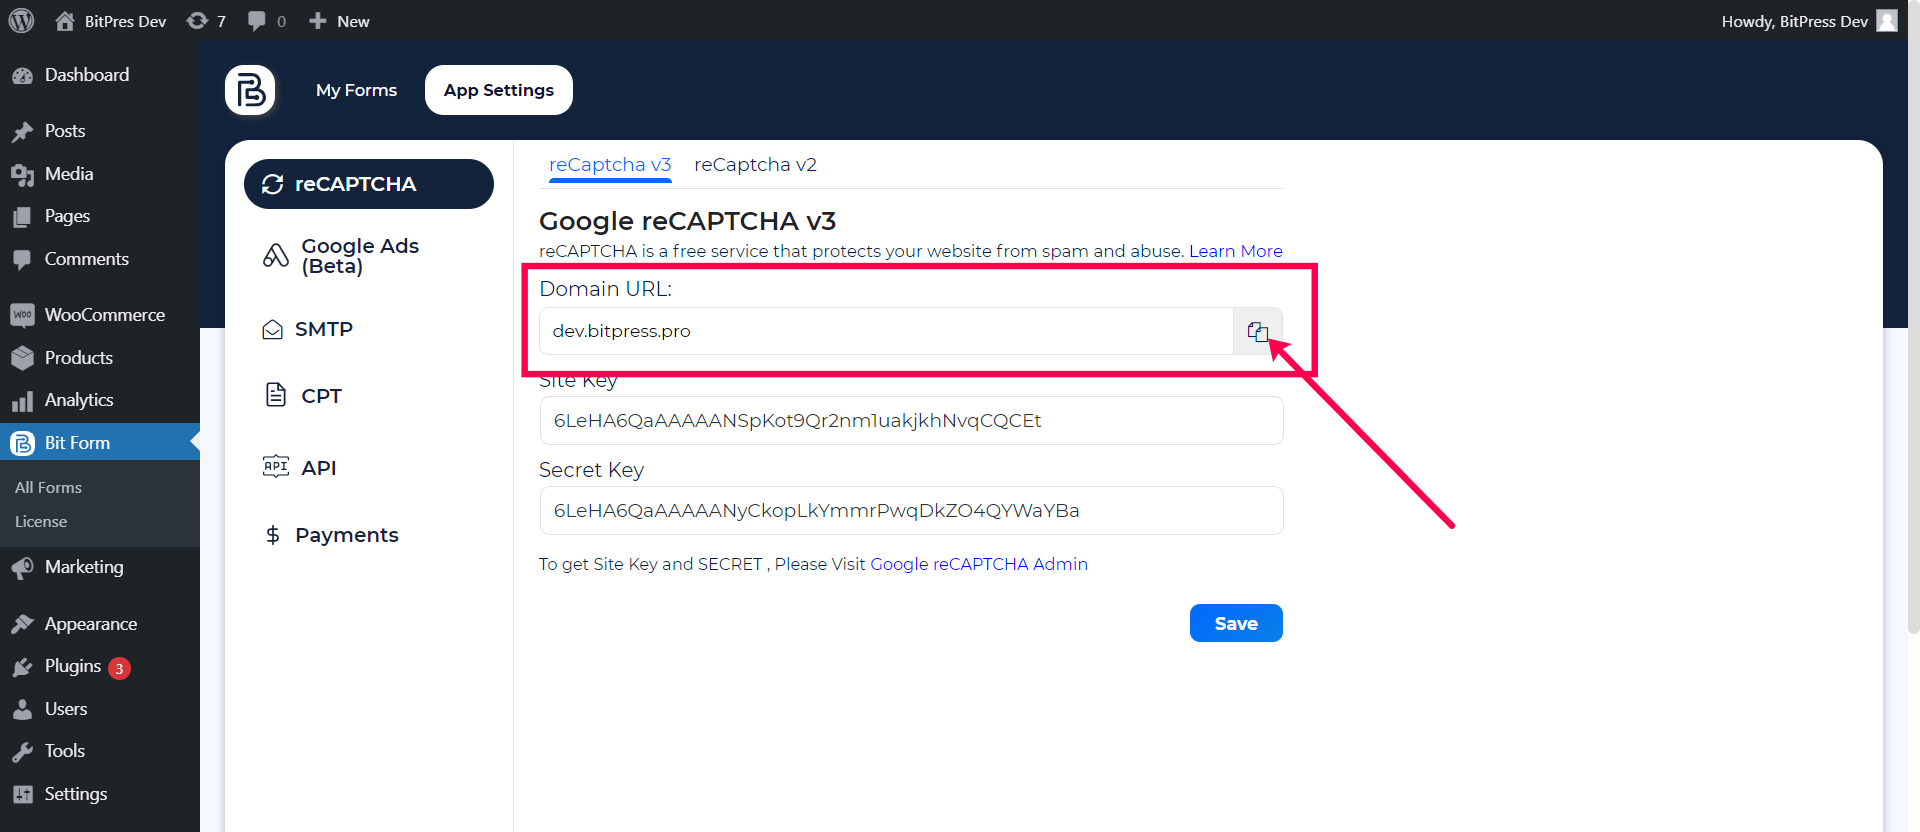 BitPres Dev
7
0
New
Howdy, BitPress Dev
Dashboard
Posts
Media
Pages
Comments
WooCommerce
Products
Analytics
Bit Form
All Forms
License
Marketing
Appearance
Plugins 3
Users
Tools
Settings
My Forms
App Settings
reCAPTCHA
Google Ads
(Beta)
SMTP
CPT
API
API
Payments
reCaptcha v3
reCaptcha v2
Google reCAPTCHA v3
reCAPTCHA is a free service that protects your website from spam and abuse. Learn More
Domain URL:
dev.bitpress.pro
Site Key
6LeHA6QaAAAAANSpKot9Qr2nm1uakjkhNvqCQCEt
Secret Key
6LeHA6QaAAAAANyCkopLkYmmrPwqDkZO4QYWaYBa
To get Site Key and SECRET , Please Visit Google reCAPTCHA Admin
Save